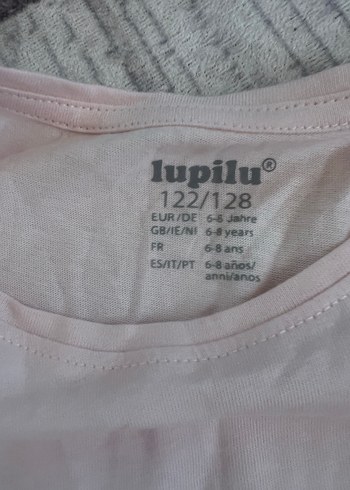 lupilu®
122/128
EUR/DE 6-8 Jahre
GB/IE/NI 6-8 years
FR 6-8 ans
ES/IT/PT 6-8 años/
anni/anos